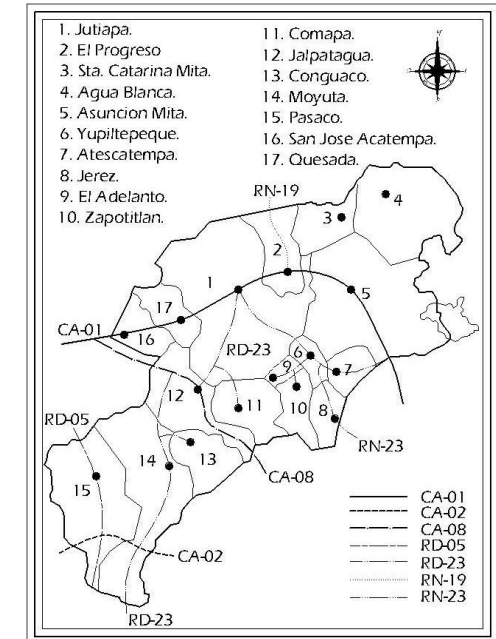 1. Jutiapa.
2. El Progreso
3. Sta. Catarina Mita.
4. Agua Blanca.
5. Asuncion Mita.
6. Yupiltepeque.
7. Atescatempa.
8. Jerez.
9. El Adelanto.
10. Zapotitlan.
11. Comapa.
12. Jalpatagua.
13. Conguaco.
14. Moyuta.
15. Pasaco.
16. San Jose Acatempa.
17. Quesada.
RN-19
4
3
2
1
5
17
CA-01
16
RD-23
6
9
7
12
11
10
8
RD-05
RN-23
14
13
CA-08
15
CA-02
RD-23
CA-01
CA-02
CA-08
RD-05
RD-23
RN-19
RN-23